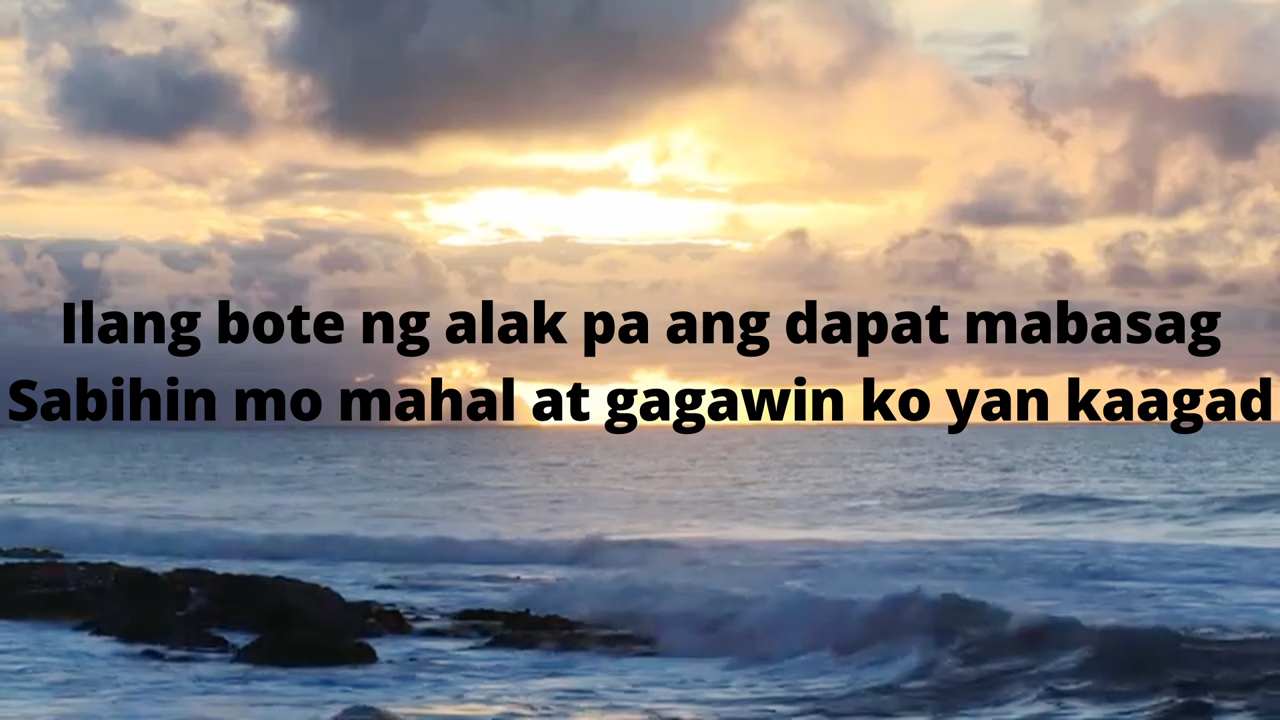 Ilang bote ng alak pa ang dapat mabasag
Sabihin mo mahal at gagawin ko yan kaagad